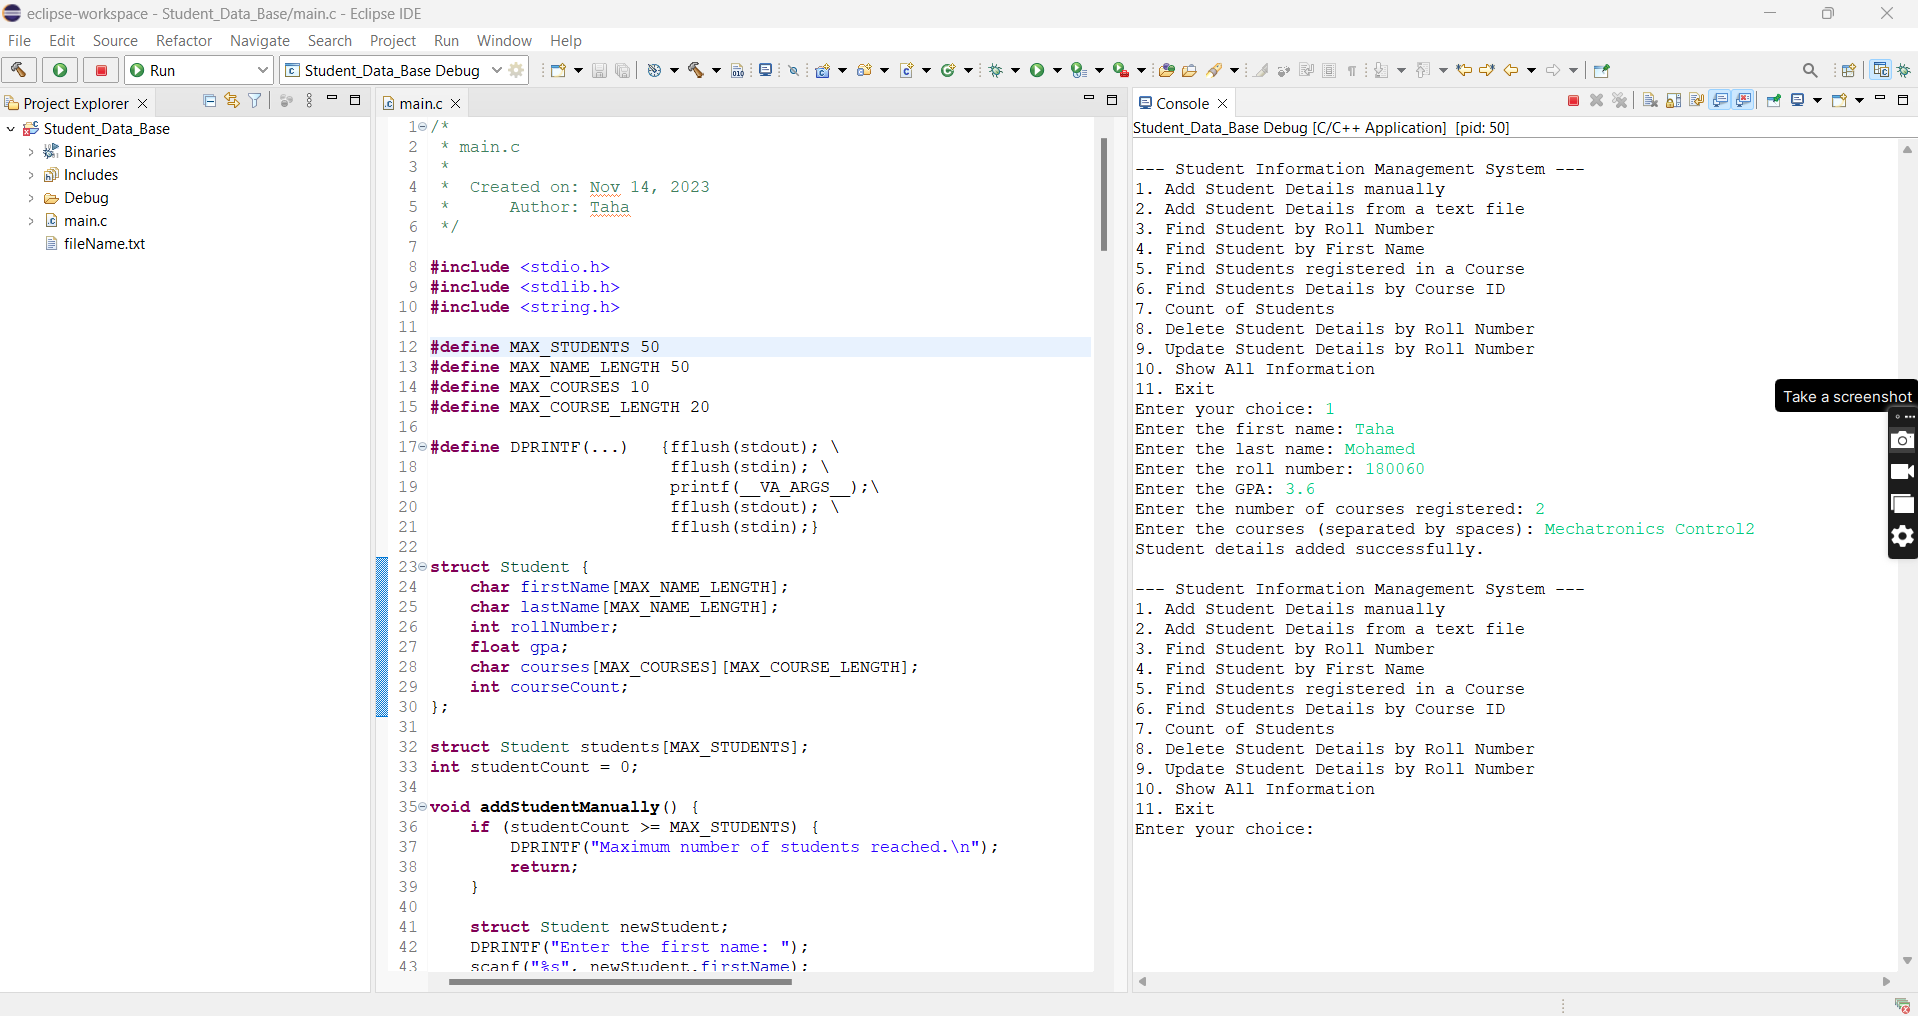 eclipse-workspace - Student_Data_Base/main.c - Eclipse IDE
File Edit Source Refactor Navigate Search Project Run Window Help
Run
Student_Data_Base Debug
Project Explorer
Student_Data_Base
Binaries
Includes
Debug
main.c
fileName.txt
main.c
1 /*
2  * main.c
3  *
4  *  Created on: Nov 14, 2023
5  *      Author: Taha
6  */
7
8 #include <stdio.h>
9 #include <stdlib.h>
10 #include <string.h>
11
12 #define MAX_STUDENTS 50
13 #define MAX_NAME_LENGTH 50
14 #define MAX_COURSES 10
15 #define MAX_COURSE_LENGTH 20
16
17 #define DPRINTF(...)   {fflush(stdout); \
18                         fflush(stdin); \
19                         printf(__VA_ARGS__);\
20                         fflush(stdout); \
21                         fflush(stdin);}
22
23 struct Student {
24     char firstName[MAX_NAME_LENGTH];
25     char lastName[MAX_NAME_LENGTH];
26     int rollNumber;
27     float gpa;
28     char courses[MAX_COURSES][MAX_COURSE_LENGTH];
29     int courseCount;
30 };
31
32 struct Student students[MAX_STUDENTS];
33 int studentCount = 0;
34
35 void addStudentManually() {
36     if (studentCount >= MAX_STUDENTS) {
37         DPRINTF("Maximum number of students reached.\n");
38         return;
39     }
40
41     struct Student newStudent;
42     DPRINTF("Enter the first name: ");
43     scanf("%s", newStudent.firstName);
Console
Student_Data_Base Debug [C/C++ Application] [pid: 50]
--- Student Information Management System ---
1. Add Student Details manually
2. Add Student Details from a text file
3. Find Student by Roll Number
4. Find Student by First Name
5. Find Students registered in a Course
6. Find Students Details by Course ID
7. Count of Students
8. Delete Student Details by Roll Number
9. Update Student Details by Roll Number
10. Show All Information
11. Exit
Enter your choice: 1
Enter the first name: Taha
Enter the last name: Mohamed
Enter the roll number: 180060
Enter the GPA: 3.6
Enter the number of courses registered: 2
Enter the courses (separated by spaces): Mechatronics Control2
Student details added successfully.
--- Student Information Management System ---
1. Add Student Details manually
2. Add Student Details from a text file
3. Find Student by Roll Number
4. Find Student by First Name
5. Find Students registered in a Course
6. Find Students Details by Course ID
7. Count of Students
8. Delete Student Details by Roll Number
9. Update Student Details by Roll Number
10. Show All Information
11. Exit
Enter your choice:
Take a screenshot